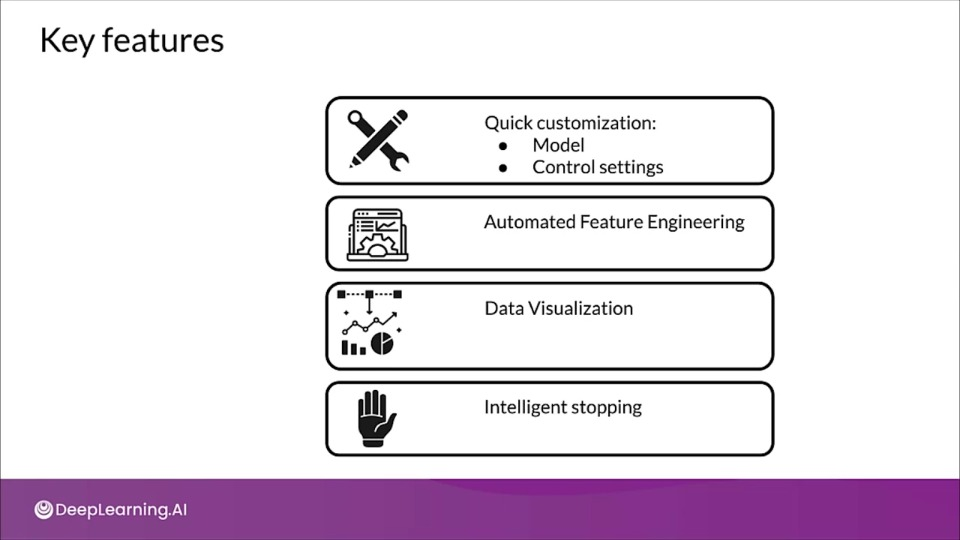 Key features
Quick customization:
● Model
● Control settings
Automated Feature Engineering
Data Visualization
Intelligent stopping
DeepLearning.AI